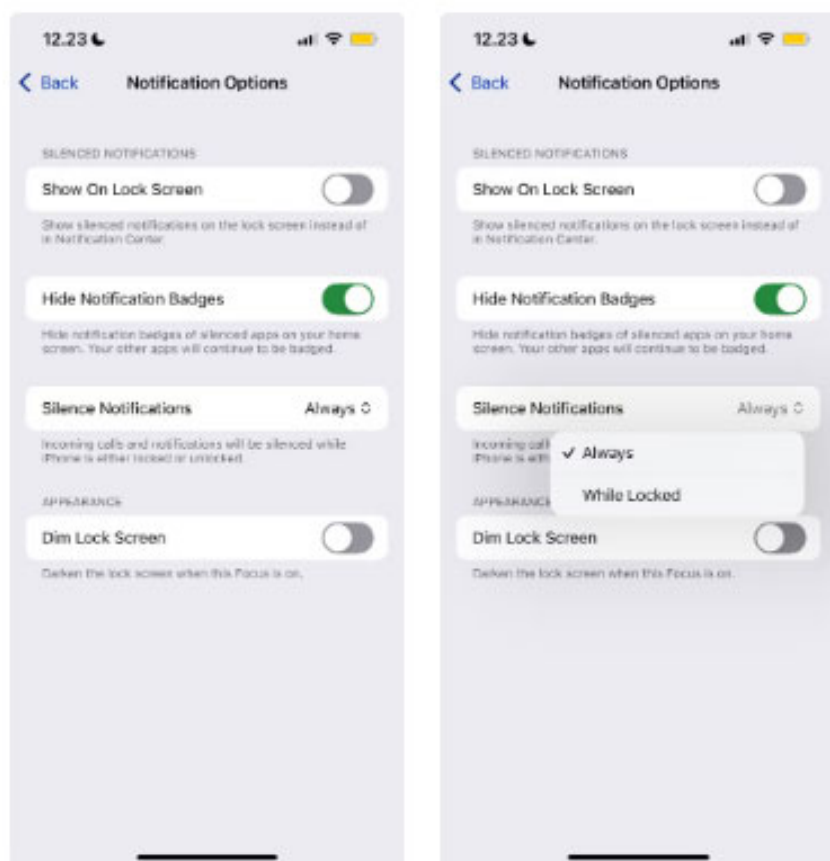 12.23
Back Notification Options
SILENCED NOTIFICATIONS
Show On Lock Screen
Show silenced notifications on the lock screen instead of
in Notification Center.
Hide Notification Badges
Hide notification badges of silenced apps on your home
screen. Your other apps will continue to be badged.
Silence Notifications Always
Incoming calls and notifications will be silenced while
iPhone is either locked or unlocked.
APPEARANCE
Dim Lock Screen
Darken the lock screen when this Focus is on.
12.23
Back Notification Options
SILENCED NOTIFICATIONS
Show On Lock Screen
Show silenced notifications on the lock screen instead of
in Notification Center.
Hide Notification Badges
Hide notification badges of silenced apps on your home
screen. Your other apps will continue to be badged.
Silence Notifications Always
Incoming call
iPhone is eith
✓ Always
While Locked
APPEARANCE
Dim Lock Screen
Darken the lock screen when this Focus is on.